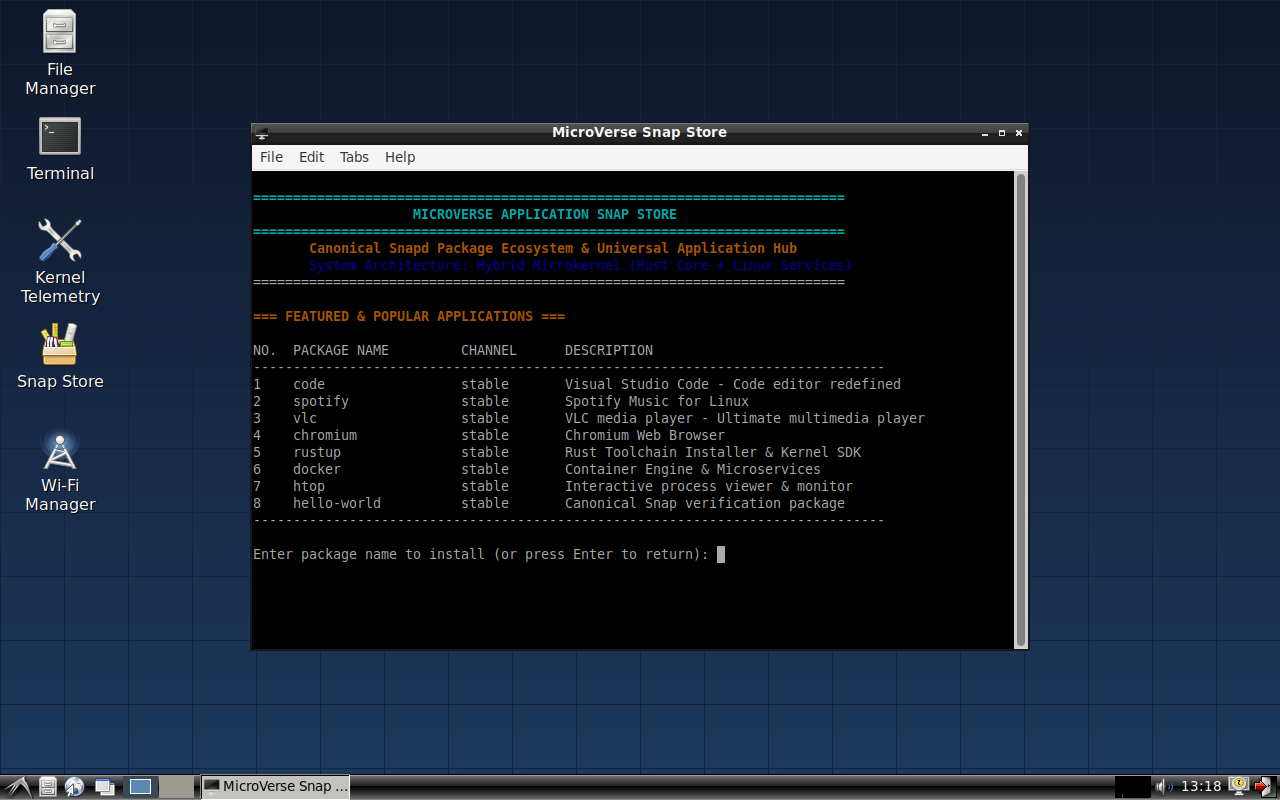 File
Manager
Terminal
Kernel
Telemetry
Snap Store
Wi-Fi
Manager
MicroVerse Snap Store
File Edit Tabs Help
================================================================
MICROVERSE APPLICATION SNAP STORE
================================================================
Canonical Snapd Package Ecosystem & Universal Application Hub
System Architecture: Hybrid Microkernel (Rust Core + Linux Services)
================================================================
=== FEATURED & POPULAR APPLICATIONS ===
NO. PACKAGE NAME CHANNEL DESCRIPTION
-------------------------------------------------------------------------------
1 code stable Visual Studio Code - Code editor redefined
2 spotify stable Spotify Music for Linux
3 vlc stable VLC media player - Ultimate multimedia player
4 chromium stable Chromium Web Browser
5 rustup stable Rust Toolchain Installer & Kernel SDK
6 docker stable Container Engine & Microservices
7 htop stable Interactive process viewer & monitor
8 hello-world stable Canonical Snap verification package
-------------------------------------------------------------------------------
Enter package name to install (or press Enter to return):
MicroVerse Snap ...
13:18